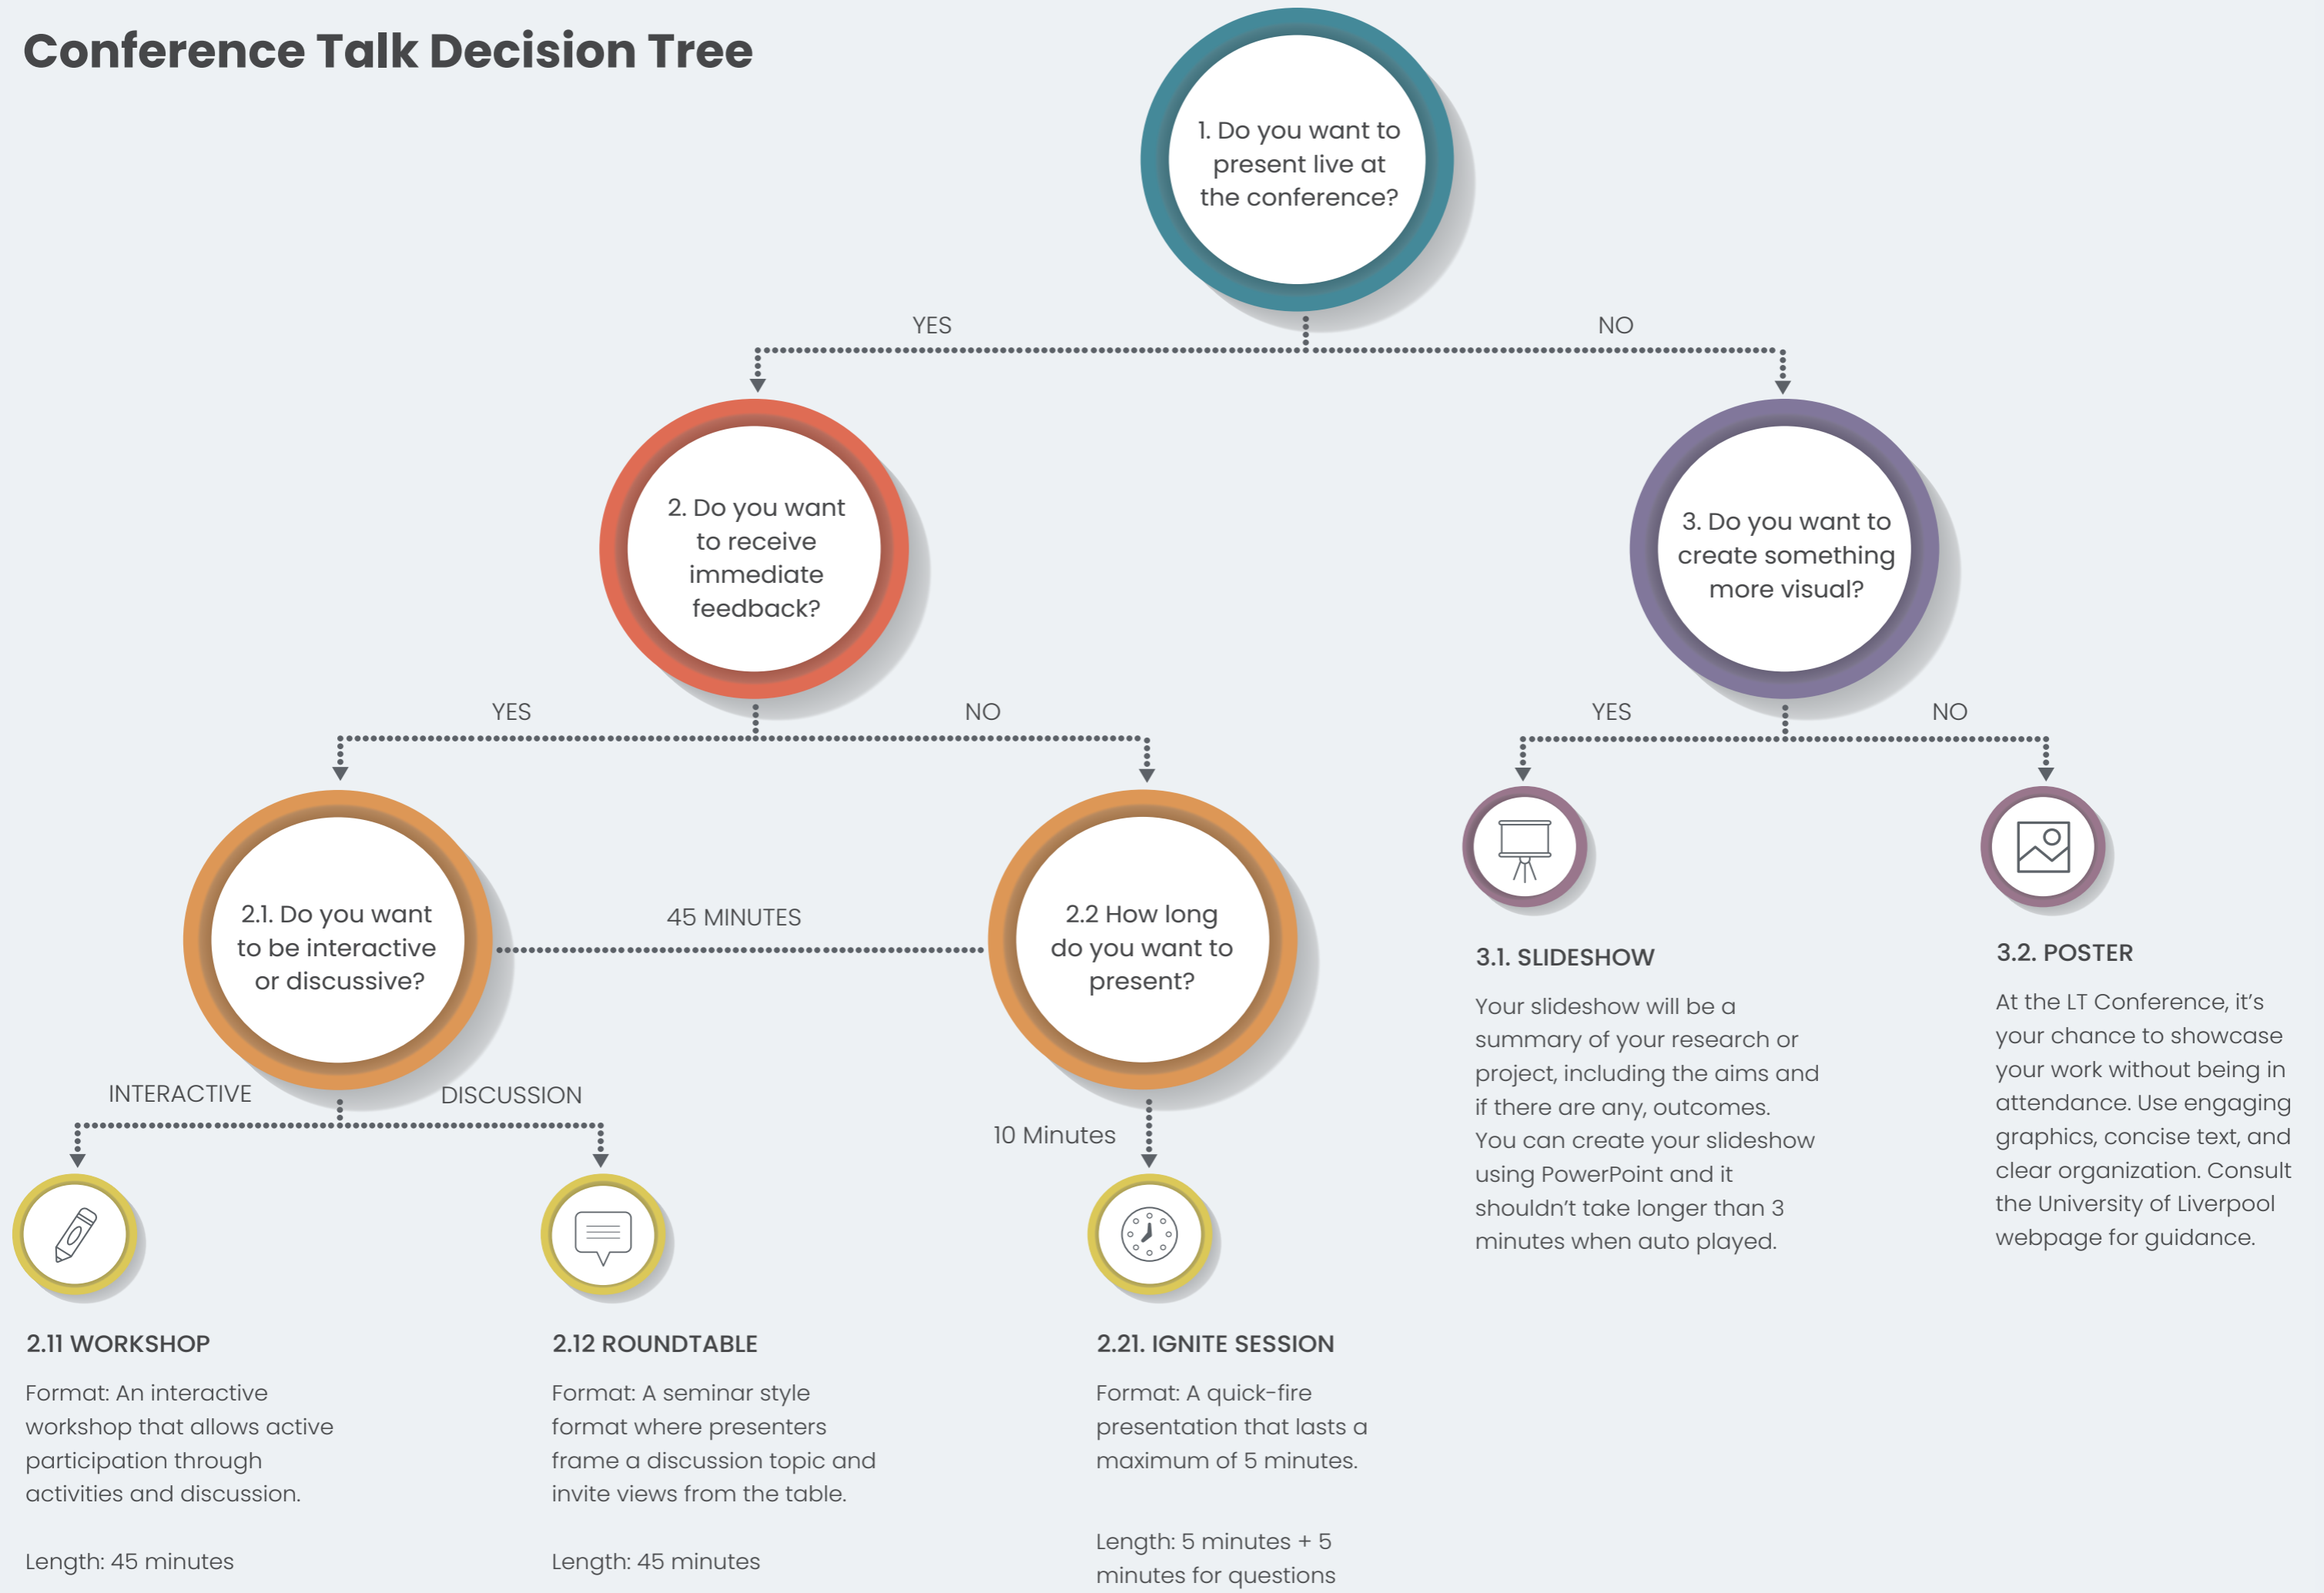 Conference Talk Decision Tree
1. Do you want to
present live at
the conference?
YES
NO
2. Do you want
to receive
immediate
feedback?
3. Do you want to
create something
more visual?
YES
NO
YES
NO
2.1. Do you want
to be interactive
or discussive?
45 MINUTES
2.2 How long
do you want to
present?
INTERACTIVE
DISCUSSION
10 Minutes
3.1. SLIDESHOW
Your slideshow will be a
summary of your research or
project, including the aims and
if there are any, outcomes.
You can create your slideshow
using PowerPoint and it
shouldn't take longer than 3
minutes when auto played.
3.2. POSTER
At the LT Conference, it's
your chance to showcase
your work without being in
attendance. Use engaging
graphics, concise text, and
clear organization. Consult
the University of Liverpool
webpage for guidance.
2.11 WORKSHOP
Format: An interactive
workshop that allows active
participation through
activities and discussion.
Length: 45 minutes
2.12 ROUNDTABLE
Format: A seminar style
format where presenters
frame a discussion topic and
invite views from the table.
Length: 45 minutes
2.21. IGNITE SESSION
Format: A quick-fire
presentation that lasts a
maximum of 5 minutes.
Length: 5 minutes + 5
minutes for questions